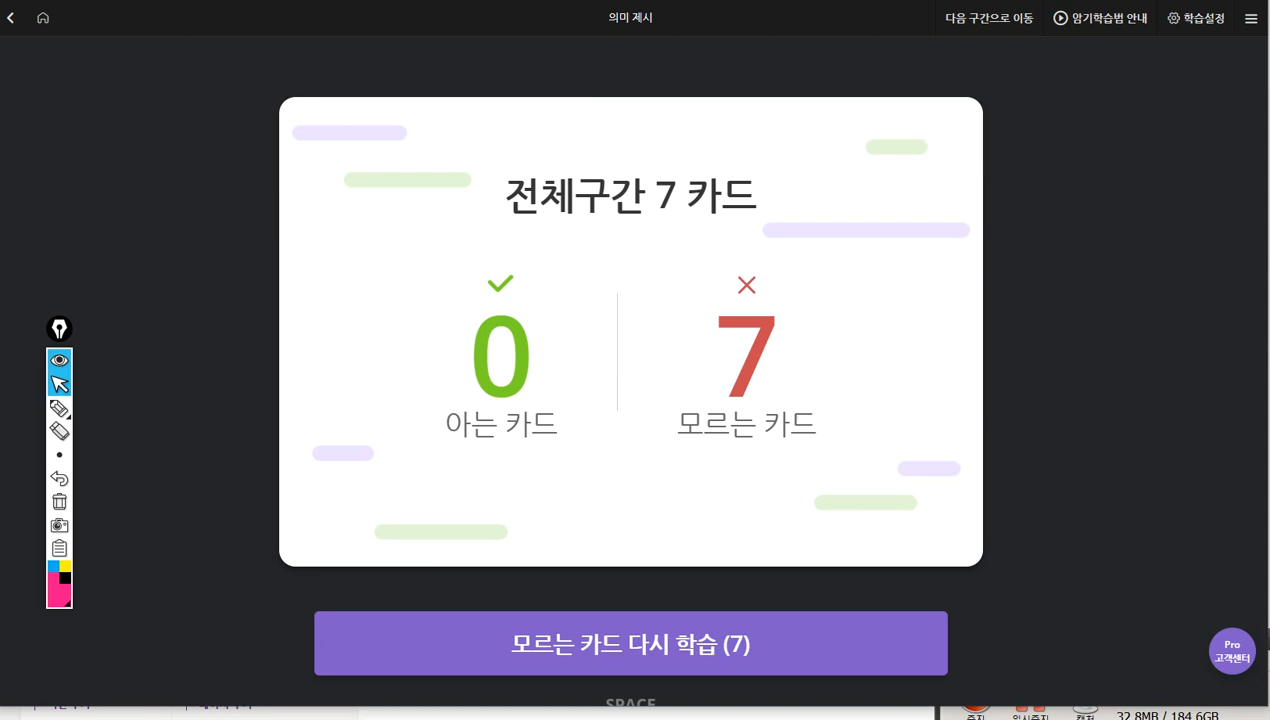 의미 제시
다음 구간으로 이동
암기학습법 안내
학습설정
전체구간 7 카드
0
7
아는 카드
모르는 카드
모르는 카드 다시 학습 (7)
Pro
고객센터
SPACE
32.8MB / 184.6GB